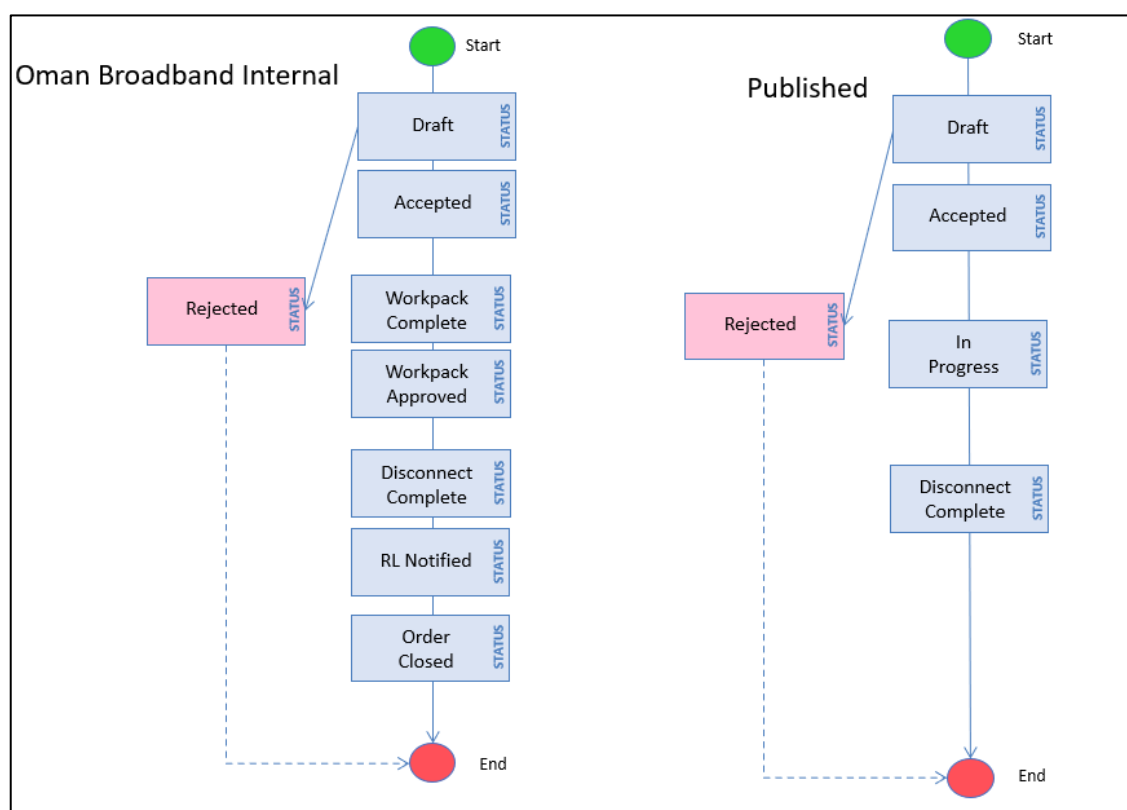 Oman Broadband Internal
Start
Draft
STATUS
Accepted
STATUS
Rejected
STATUS
Workpack
Complete
STATUS
Workpack
Approved
STATUS
Disconnect
Complete
STATUS
RL Notified
STATUS
Order
Closed
STATUS
End
Published
Start
Draft
STATUS
Accepted
STATUS
Rejected
STATUS
In
Progress
STATUS
Disconnect
Complete
STATUS
End